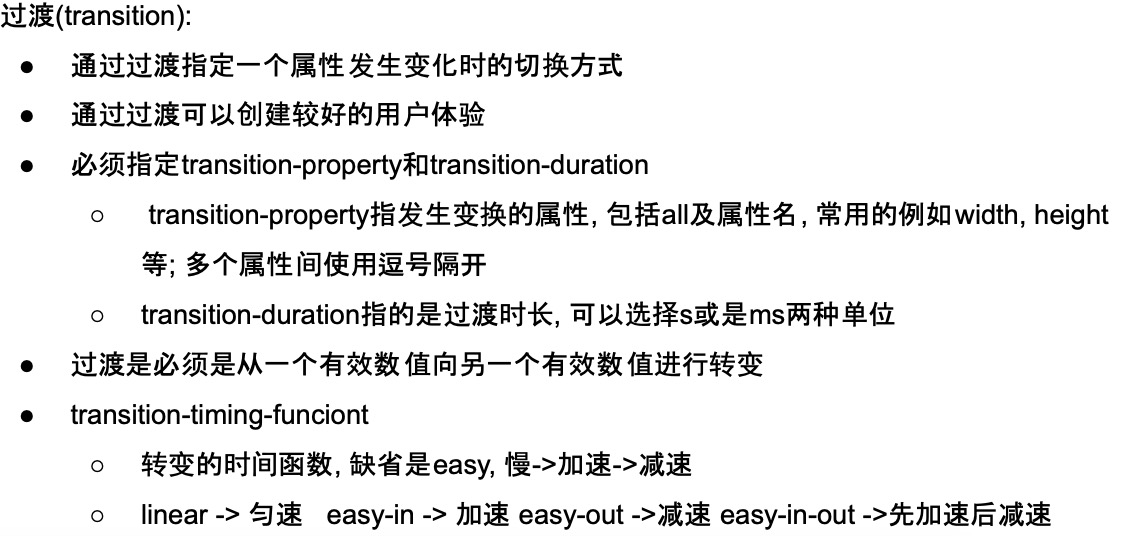 过渡(transition):
● 通过过渡指定一个属性发生变化时的切换方式
● 通过过渡可以创建较好的用户体验
● 必须指定transition-property和transition-duration
○ transition-property指发生变换的属性, 包括all及属性名, 常用的例如width, height
等; 多个属性间使用逗号隔开
○ transition-duration指的是过渡时长, 可以选择s或是ms两种单位
● 过渡是必须是从一个有效数值向另一个有效数值进行转变
● transition-timing-funciont
○ 转变的时间函数, 缺省是easy, 慢->加速->减速
○ linear -> 匀速 easy-in -> 加速 easy-out ->减速 easy-in-out ->先加速后减速